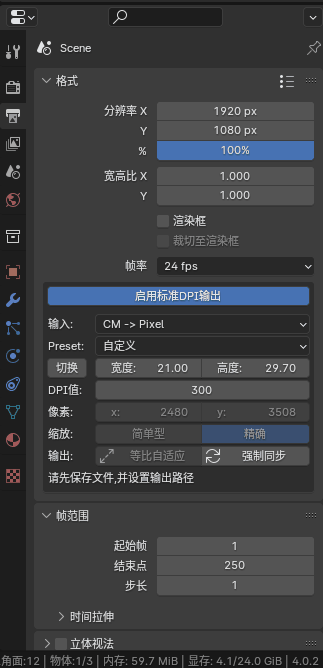 Scene
格式
分辨率 X 1920 px
Y 1080 px
% 100%
宽高比 X 1.000
Y 1.000
渲染框
裁切至渲染框
帧率 24 fps
启用标准DPI输出
输入: CM -> Pixel
Preset: 自定义
切换 宽度: 21.00 高度: 29.70
DPI值: 300
像素: x: 2480 y: 3508
缩放: 简单型 精确
输出: 等比自适应 强制同步
请先保存文件,并设置输出路径
帧范围
起始帧 1
结束点 250
步长 1
时间拉伸
立体视法
角面:12 | 物体:1/3 | 内存: 59.7 MiB | 显存: 4.1/24.0 GiB | 4.0.2